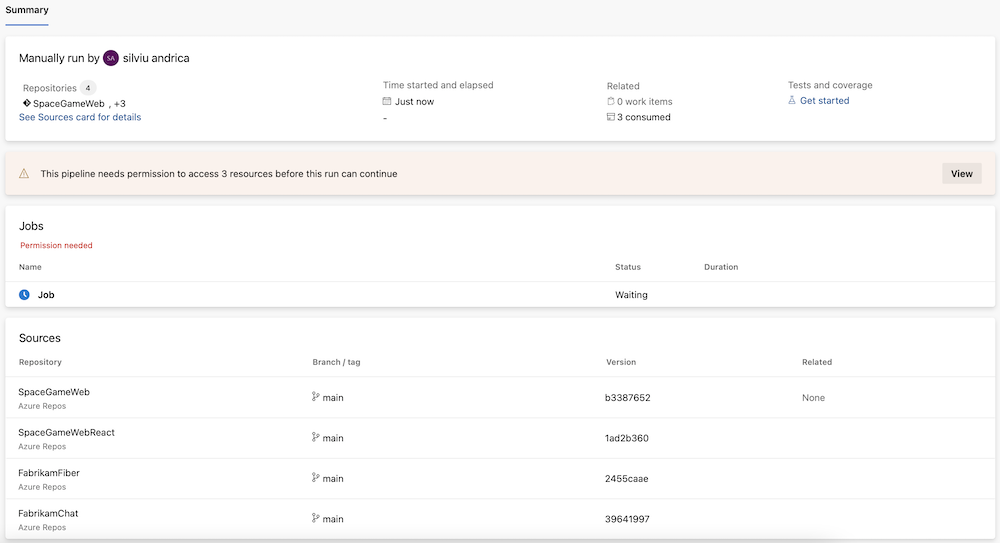 Summary
Manually run by SA silviu andrica
Repositories 4
SpaceGameWeb , +3
See Sources card for details
Time started and elapsed
Just now
-
Related
0 work items
3 consumed
Tests and coverage
Get started
This pipeline needs permission to access 3 resources before this run can continue
View
Jobs
Permission needed
Name Status Duration
Job Waiting
Sources
Repository Branch / tag Version Related
SpaceGameWeb
Azure Repos
main b3387652 None
SpaceGameWebReact
Azure Repos
main 1ad2b360
FabrikamFiber
Azure Repos
main 2455caae
FabrikamChat
Azure Repos
main 39641997